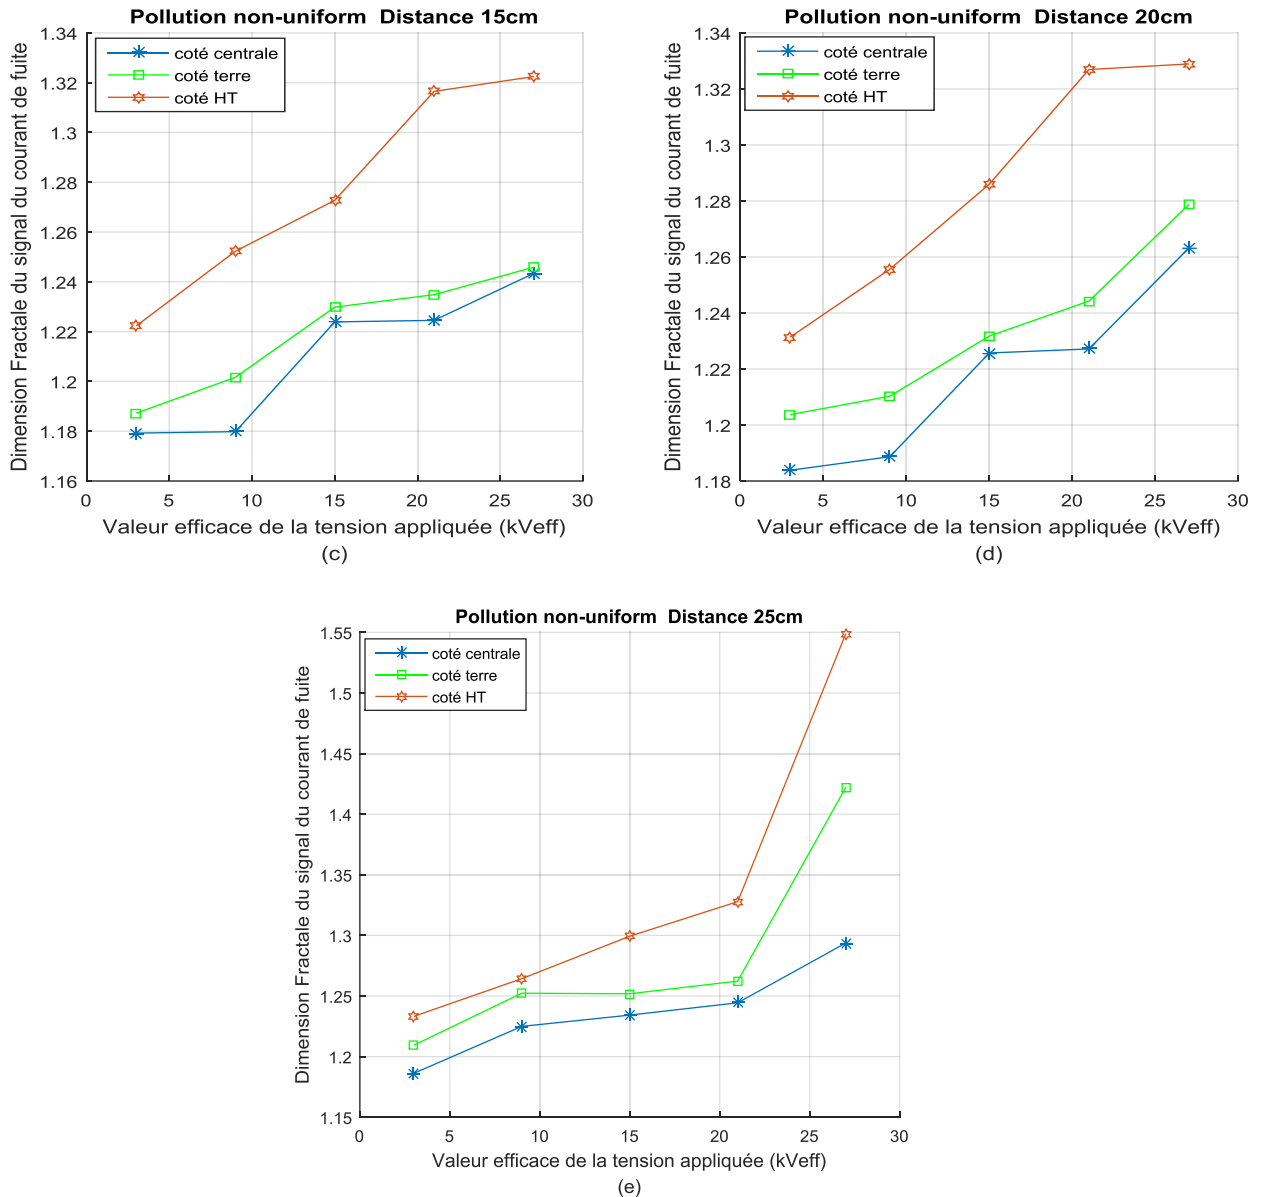 Pollution non-uniform Distance 15cm
Dimension Fractale du signal du courant de fuite
1.34
1.32
1.3
1.28
1.26
1.24
1.22
1.2
1.18
1.16
coté centrale
coté terre
coté HT
0 5 10 15 20 25 30
Valeur efficace de la tension appliquée (kVeff)
(c)
Pollution non-uniform Distance 20cm
Dimension Fractale du signal du courant de fuite
1.34
1.32
1.3
1.28
1.26
1.24
1.22
1.2
1.18
coté centrale
coté terre
coté HT
0 5 10 15 20 25 30
Valeur efficace de la tension appliquée (kVeff)
(d)
Pollution non-uniform Distance 25cm
Dimension Fractale du signal du courant de fuite
1.55
1.5
1.45
1.4
1.35
1.3
1.25
1.2
1.15
coté centrale
coté terre
coté HT
0 5 10 15 20 25 30
Valeur efficace de la tension appliquée (kVeff)
(e)